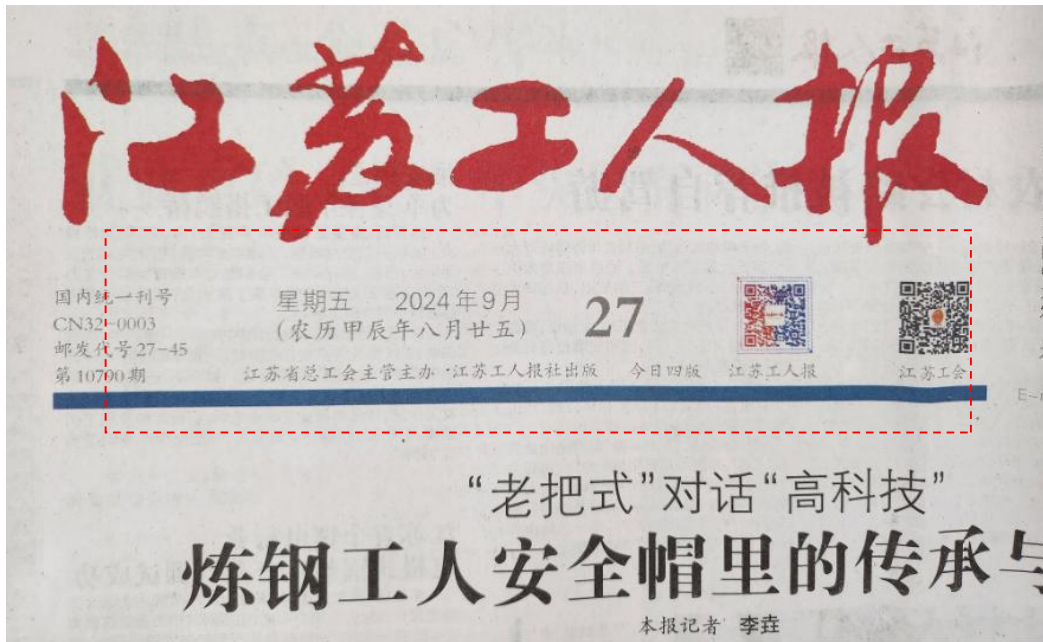 江苏工人报
国内统一刊号
CN32-0003
邮发代号27-45
第10790期
星期五 2024年9月
(农历甲辰年八月廿五)
27
江苏省总工会主管主办·江苏工人报社出版 今日四版
江苏工人报
江苏工会
“老把式”对话“高科技”
炼钢工人安全帽里的传承与
本报记者 李垚